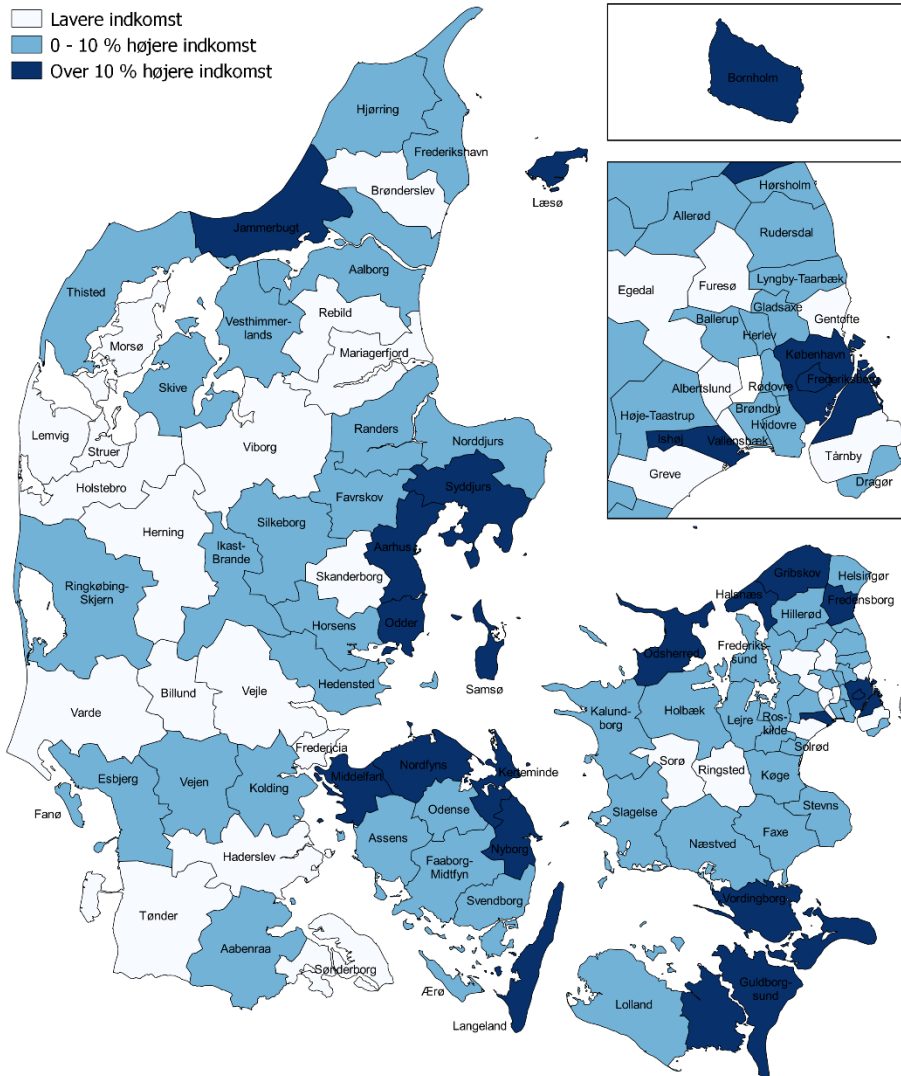 Lavere indkomst
0 - 10 % højere indkomst
Over 10 % højere indkomst
Bornholm
Hjørring
Frederikshavn
Brønderslev
Læsø
Jammerbugt
Aalborg
Thisted
Vesthimmer-
lands
Rebild
Morsø
Mariagerfjord
Skive
Lemvig
Struer
Viborg
Randers
Norddjurs
Holstebro
Favrskov
Syddjurs
Herning
Ikast-
Brande
Silkeborg
Aarhus
Skanderborg
Ringkøbing-
Skjern
Horsens
Odder
Hedensted
Samsø
Billund
Vejle
Varde
Fredericia
Esbjerg
Vejen
Kolding
Fanø
Haderslev
Tønder
Aabenraa
Sønderborg
Middelfart
Nordfyns
Kerteminde
Odense
Assens
Nyborg
Faaborg-
Midtfyn
Svendborg
Ærø
Langeland
Hørsholm
Allerød
Rudersdal
Egedal
Furesø
Lyngby-Taarbæk
Gladsaxe
Gentofte
Ballerup
Herlev
København
Frederiksberg
Albertslund
Rødovre
Høje-Taastrup
Brøndby
Hvidovre
Ishøj
Vallensbæk
Tårnby
Greve
Dragør
Gribskov
Helsingør
Halsnæs
Fredensborg
Hillerød
Odsherred
Frederiks-
sund
Kalund-
borg
Holbæk
Lejre
Ros-
kilde
Solrød
Sorø
Ringsted
Køge
Slagelse
Stevns
Næstved
Faxe
Vordingborg
Guldborg-
sund
Lolland